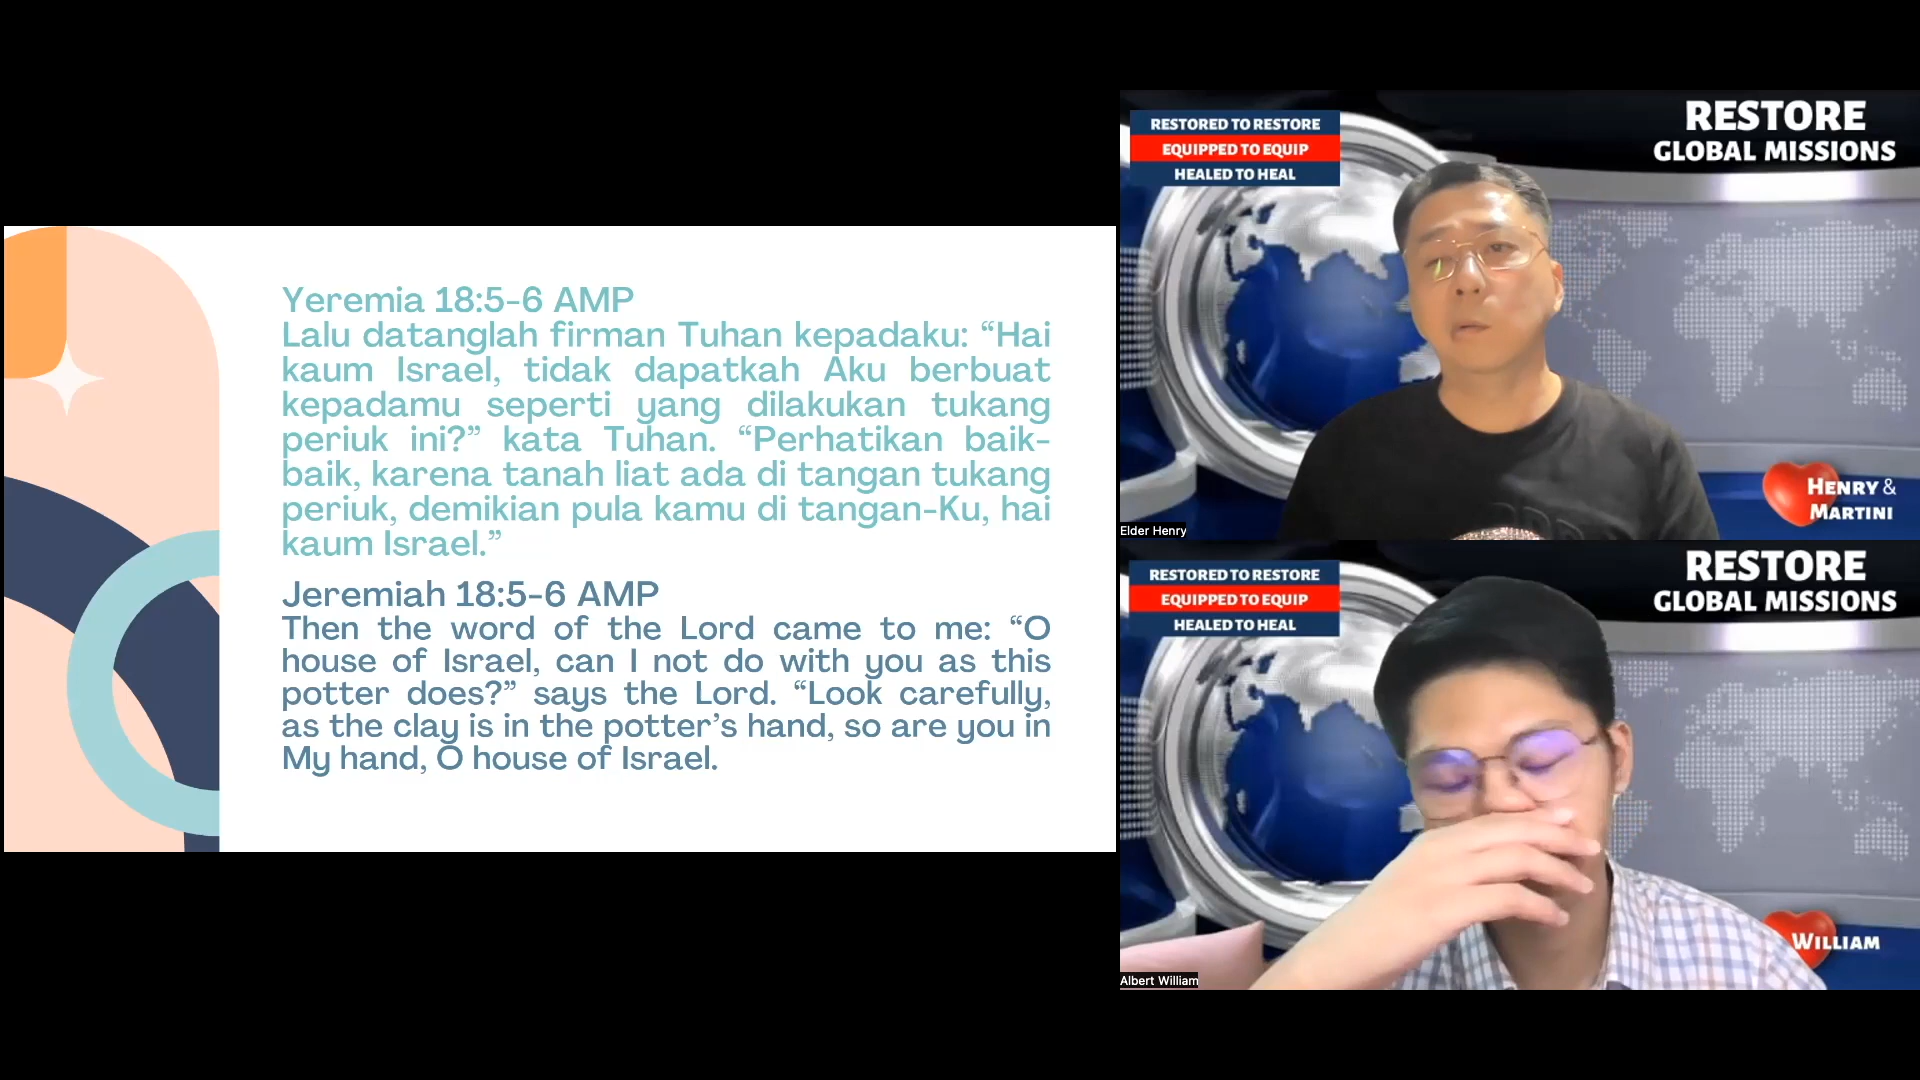 Yeremia 18:5-6 AMP
Lalu datanglah firman Tuhan kepadaku: “Hai
kaum Israel, tidak dapatkah Aku berbuat
kepadamu seperti yang dilakukan tukang
periuk ini?” kata Tuhan. “Perhatikan baik-
baik, karena tanah liat ada di tangan tukang
periuk, demikian pula kamu di tangan-Ku, hai
kaum Israel.”
Jeremiah 18:5-6 AMP
Then the word of the Lord came to me: “O
house of Israel, can I not do with you as this
potter does?” says the Lord. “Look carefully,
as the clay is in the potter’s hand, so are you in
My hand, O house of Israel.
RESTORED TO RESTORE
EQUIPPED TO EQUIP
HEALED TO HEAL
RESTORE
GLOBAL MISSIONS
HENRY &
MARTINI
Elder Henry
RESTORED TO RESTORE
EQUIPPED TO EQUIP
HEALED TO HEAL
RESTORE
GLOBAL MISSIONS
WILLIAM
Albert William